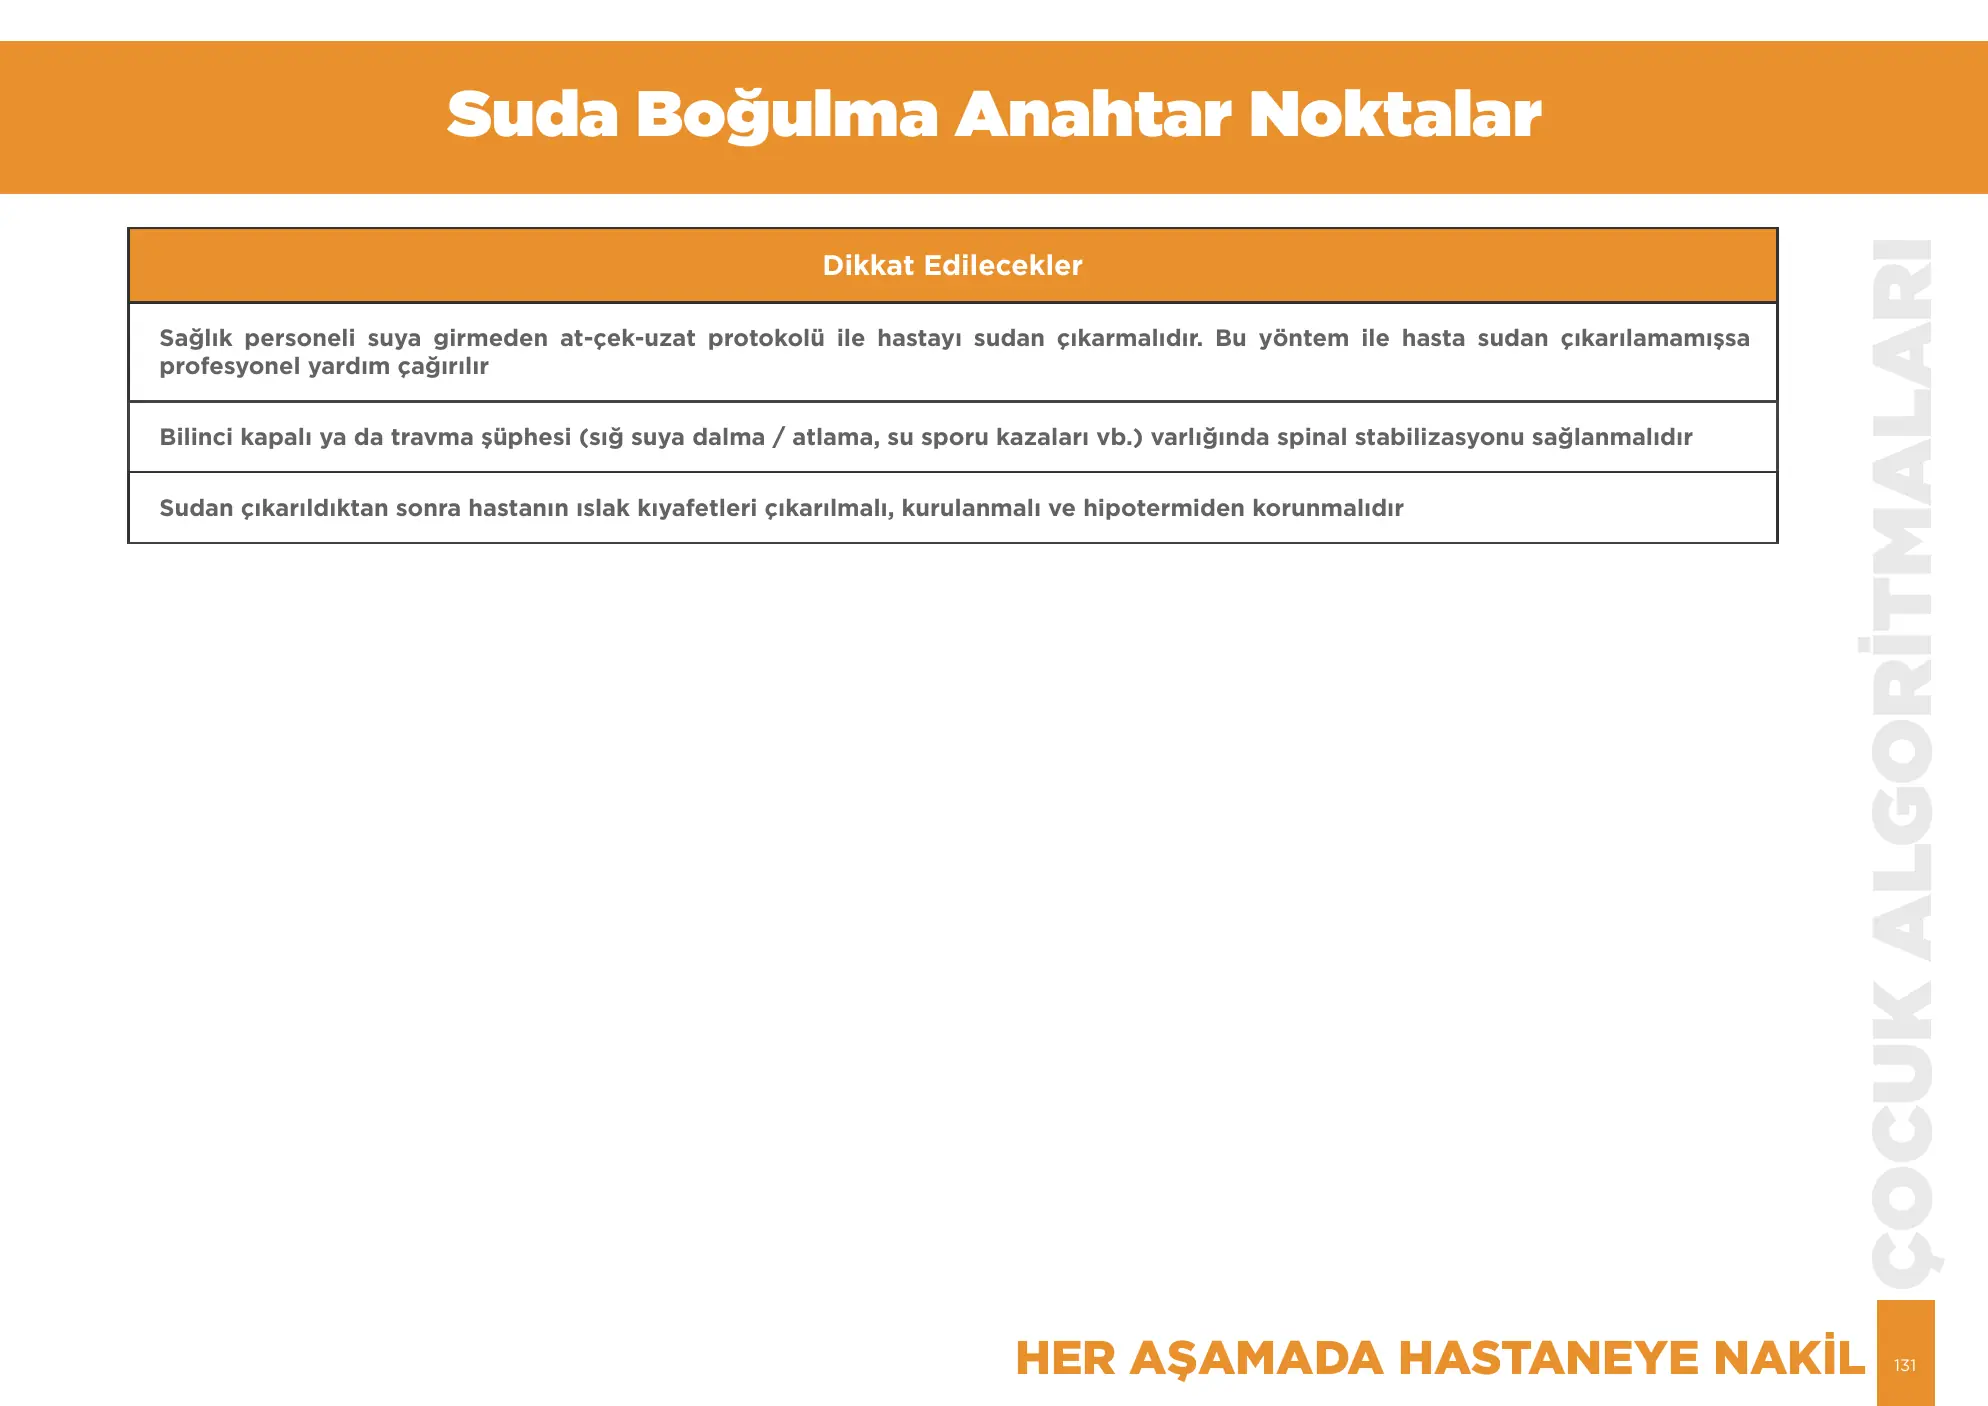 Suda Boğulma Anahtar Noktalar
Dikkat Edilecekler
Sağlık personeli suya girmeden at-çek-uzat protokolü ile hastayı sudan çıkarmalıdır. Bu yöntem ile hasta sudan çıkarılamamışsa
profesyonel yardım çağırılır
Bilinci kapalı ya da travma şüphesi (sığ suya dalma / atlama, su sporu kazaları vb.) varlığında spinal stabilizasyonu sağlanmalıdır
Sudan çıkarıldıktan sonra hastanın ıslak kıyafetleri çıkarılmalı, kurulanmalı ve hipotermiden korunmalıdır
ÇOCUK ALGORİTMALARI
HER AŞAMADA HASTANEYE NAKİL
131